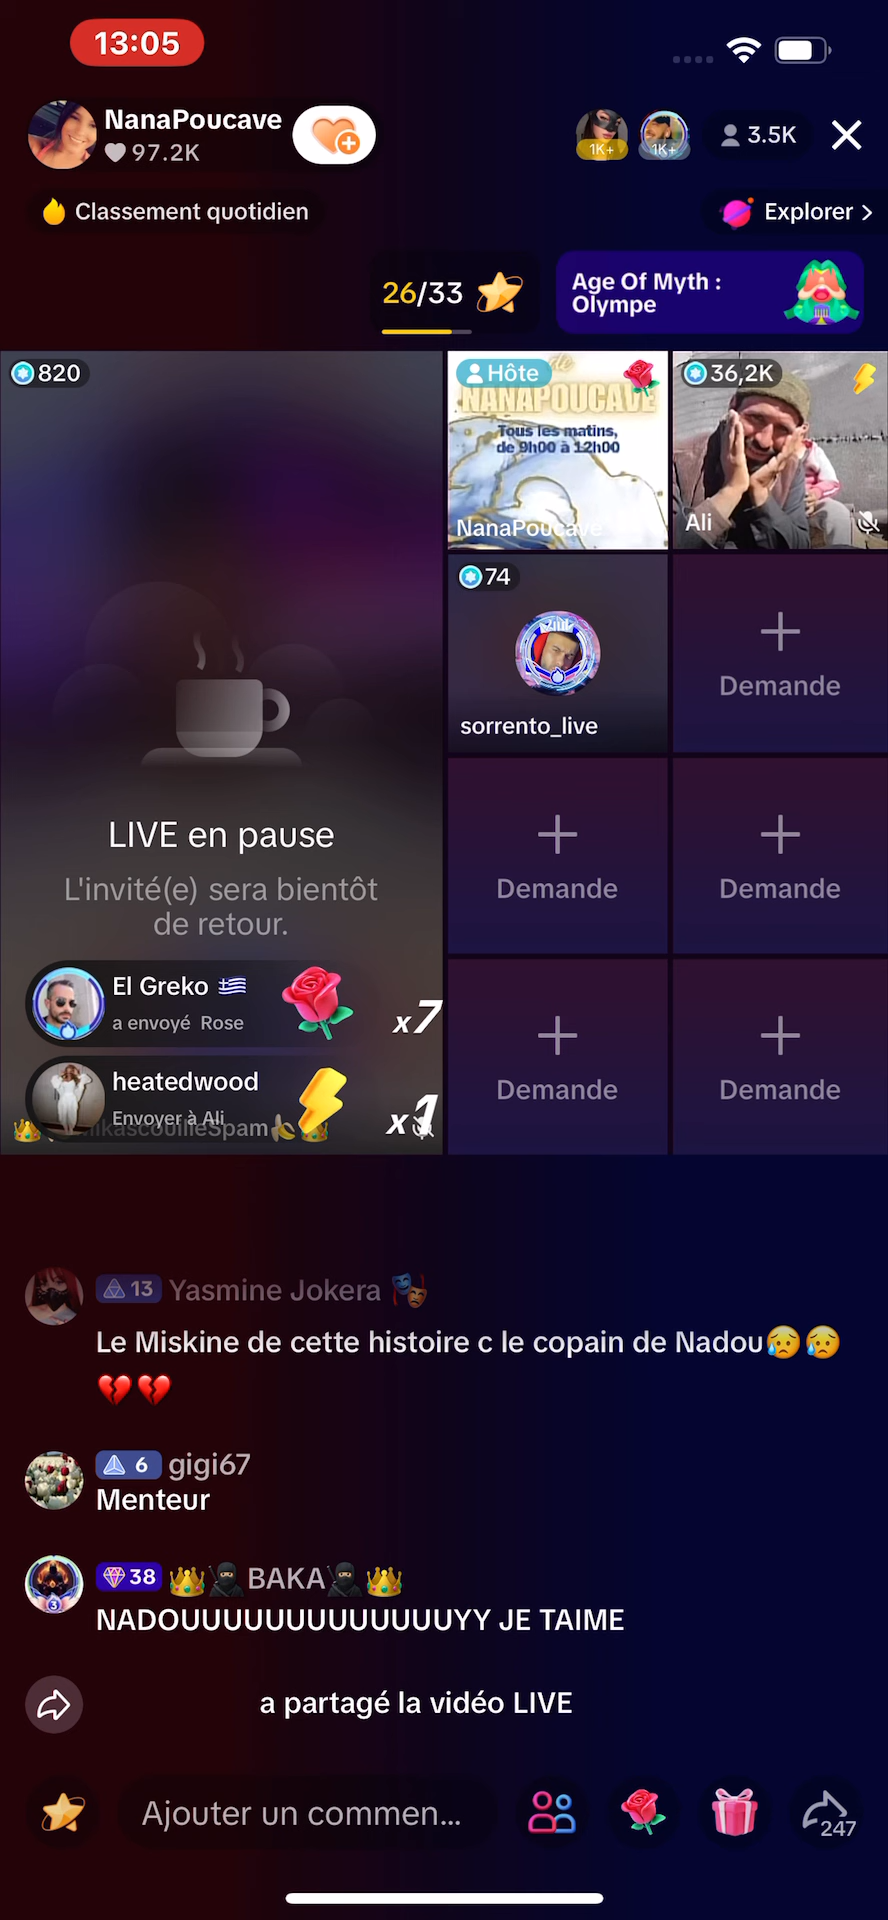 13:05
NanaPoucave
97.2K
1K+
1K+
3.5K
Classement quotidien
Explorer
26/33
Age Of Myth :
Olympe
820
Hôte
de
NANAPOUCAVE
Tous les matins,
de 9h00 à 12h00
NanaPoucave
36,2K
Ali
74
sorrento_live
Demande
LIVE en pause
L'invité(e) sera bientôt
de retour.
Demande
Demande
El Greko 🇬🇷
a envoyé Rose
x7
heatedwood
Envoyer à Ali
x1
Demande
Demande
13 Yasmine Jokera 🎭
Le Miskine de cette histoire c le copain de Nadou😥😥
💔💔
6 gigi67
Menteur
38 👑🥷BAKA🥷👑
NADOUUUUUUUUUUUUUUYY JE TAIME
a partagé la vidéo LIVE
Ajouter un commen...
247